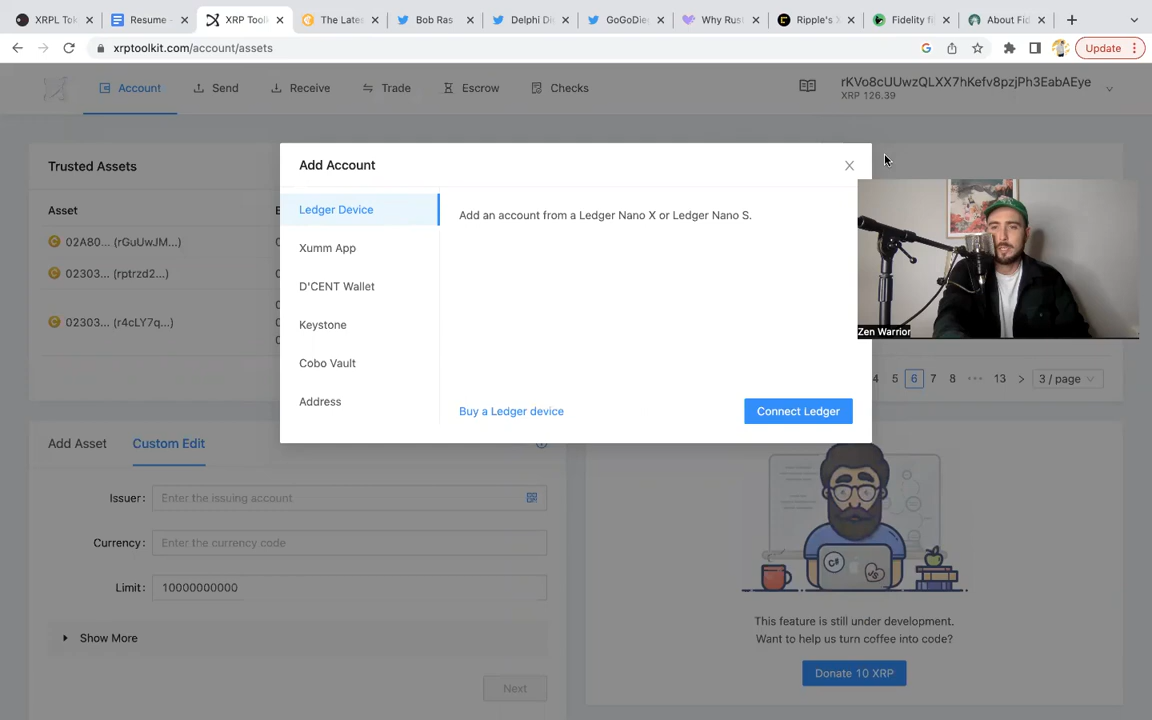 XRPL Tok
Resume -
XRP Toolk
The Lates
Bob Ras
Delphi Di
GoGoDieg
Why Rus
Ripple's X
Fidelity fi
About Fid
xrptoolkit.com/account/assets
Update
Account
Send
Receive
Trade
Escrow
Checks
rKVo8cUUwzQLXX7hKefv8pzjPh3EabAEye
XRP 126.39
Trusted Assets
Asset
02A80... (rGuUwJM...)
02303... (rptrzd2...)
02303... (r4cLY7q...)
Add Account
Ledger Device
Xumm App
D'CENT Wallet
Keystone
Cobo Vault
Address
Add an account from a Ledger Nano X or Ledger Nano S.
Buy a Ledger device
Connect Ledger
Zen Warrior
4 5 6 7 8 ••• 13 > 3 / page
Add Asset
Custom Edit
Issuer: Enter the issuing account
Currency: Enter the currency code
Limit: 10000000000
Show More
Next
C#
This feature is still under development.
Want to help us turn coffee into code?
Donate 10 XRP